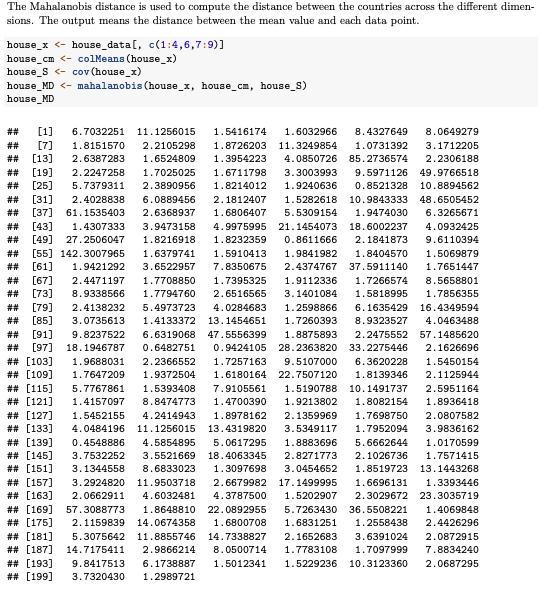 The Mahalanobis distance is used to compute the distance between the countries across the different dimen-
sions. The output means the distance between the mean value and each data point.
house_x <- house_data[, c(1:4,6,7:9)]
house_cm <- colMeans(house_x)
house_S <- cov(house_x)
house_MD <- mahalanobis(house_x, house_cm, house_S)
house_MD
## [1] 6.7032251 11.1256015 1.5416174 1.6032966 8.4327649 8.0649279
## [7] 1.8151570 2.2105298 1.8726203 11.3249854 1.0731392 3.1712205
## [13] 2.6387283 1.6524809 1.3954223 4.0850726 85.2736574 2.2306188
## [19] 2.2247258 1.7025025 1.6711798 3.3003993 9.5971126 49.9766518
## [25] 5.7379311 2.3890956 1.8214012 1.9240636 0.8521328 10.8894562
## [31] 2.4028838 6.0889456 2.1812407 1.5282618 10.9843333 48.6505452
## [37] 61.1535403 2.6368937 1.6806407 5.5309154 1.9474030 6.3265671
## [43] 1.4307333 3.9473158 4.9975995 21.1454073 18.6002237 4.0932425
## [49] 27.2506047 1.8216918 1.8232359 0.8611666 2.1841873 9.6110394
## [55] 142.3007965 1.6379741 1.5910413 1.9841982 1.8404570 1.5069879
## [61] 1.9421292 3.6522957 7.8350675 2.4374767 37.5911140 1.7651447
## [67] 2.4471197 1.7708850 1.7395325 1.9112336 1.7266574 8.5658801
## [73] 8.9338566 1.7794760 2.6516565 3.1401084 1.5818995 1.7856355
## [79] 2.4138232 5.4973723 4.0284683 1.2598866 6.1635429 16.4349594
## [85] 3.0735613 1.4133372 13.1454651 1.7260393 8.9323527 4.0463488
## [91] 9.8237522 6.6319068 47.5556399 1.8875893 2.2475552 57.1485620
## [97] 18.1946787 0.6482751 0.9424105 28.2363820 33.2275446 2.1626696
## [103] 1.9688031 2.2366552 1.7257163 9.5107000 6.3620228 1.5450154
## [109] 1.7647209 1.9372504 1.6180164 22.7507120 1.8139346 2.1125944
## [115] 5.7767861 1.5393408 7.9105561 1.5190788 10.1491737 2.5951164
## [121] 1.4157097 8.8474773 1.4700390 1.9213802 1.8082154 1.8936418
## [127] 1.5452155 4.2414943 1.8978162 2.1359969 1.7698750 2.0807582
## [133] 4.0484196 11.1256015 13.4319820 3.5349117 1.7952094 3.9836162
## [139] 0.4548886 4.5854895 5.0617295 1.8883696 5.6662644 1.0170599
## [145] 3.7532252 3.5521669 18.4063345 2.8271773 2.1026736 1.7571415
## [151] 3.1344558 8.6833023 1.3097698 3.0454652 1.8519723 13.1443268
## [157] 3.2924820 11.9503718 2.6679982 17.1499995 1.6696131 1.3393446
## [163] 2.0662911 4.6032481 4.3787500 1.5202907 2.3029672 23.3035719
## [169] 57.3088773 1.8648810 22.0892955 5.7263430 36.5508221 1.4069848
## [175] 2.1159839 14.0674358 1.6800708 1.6831251 1.2558438 2.4426296
## [181] 5.3075642 11.8855746 14.7338827 2.1652683 3.6391024 2.0872915
## [187] 14.7175411 2.9866214 8.0500714 1.7783108 1.7097999 7.8834240
## [193] 9.8417513 6.1738887 1.5012341 1.5229236 10.3123360 2.0687295
## [199] 3.7320430 1.2989721